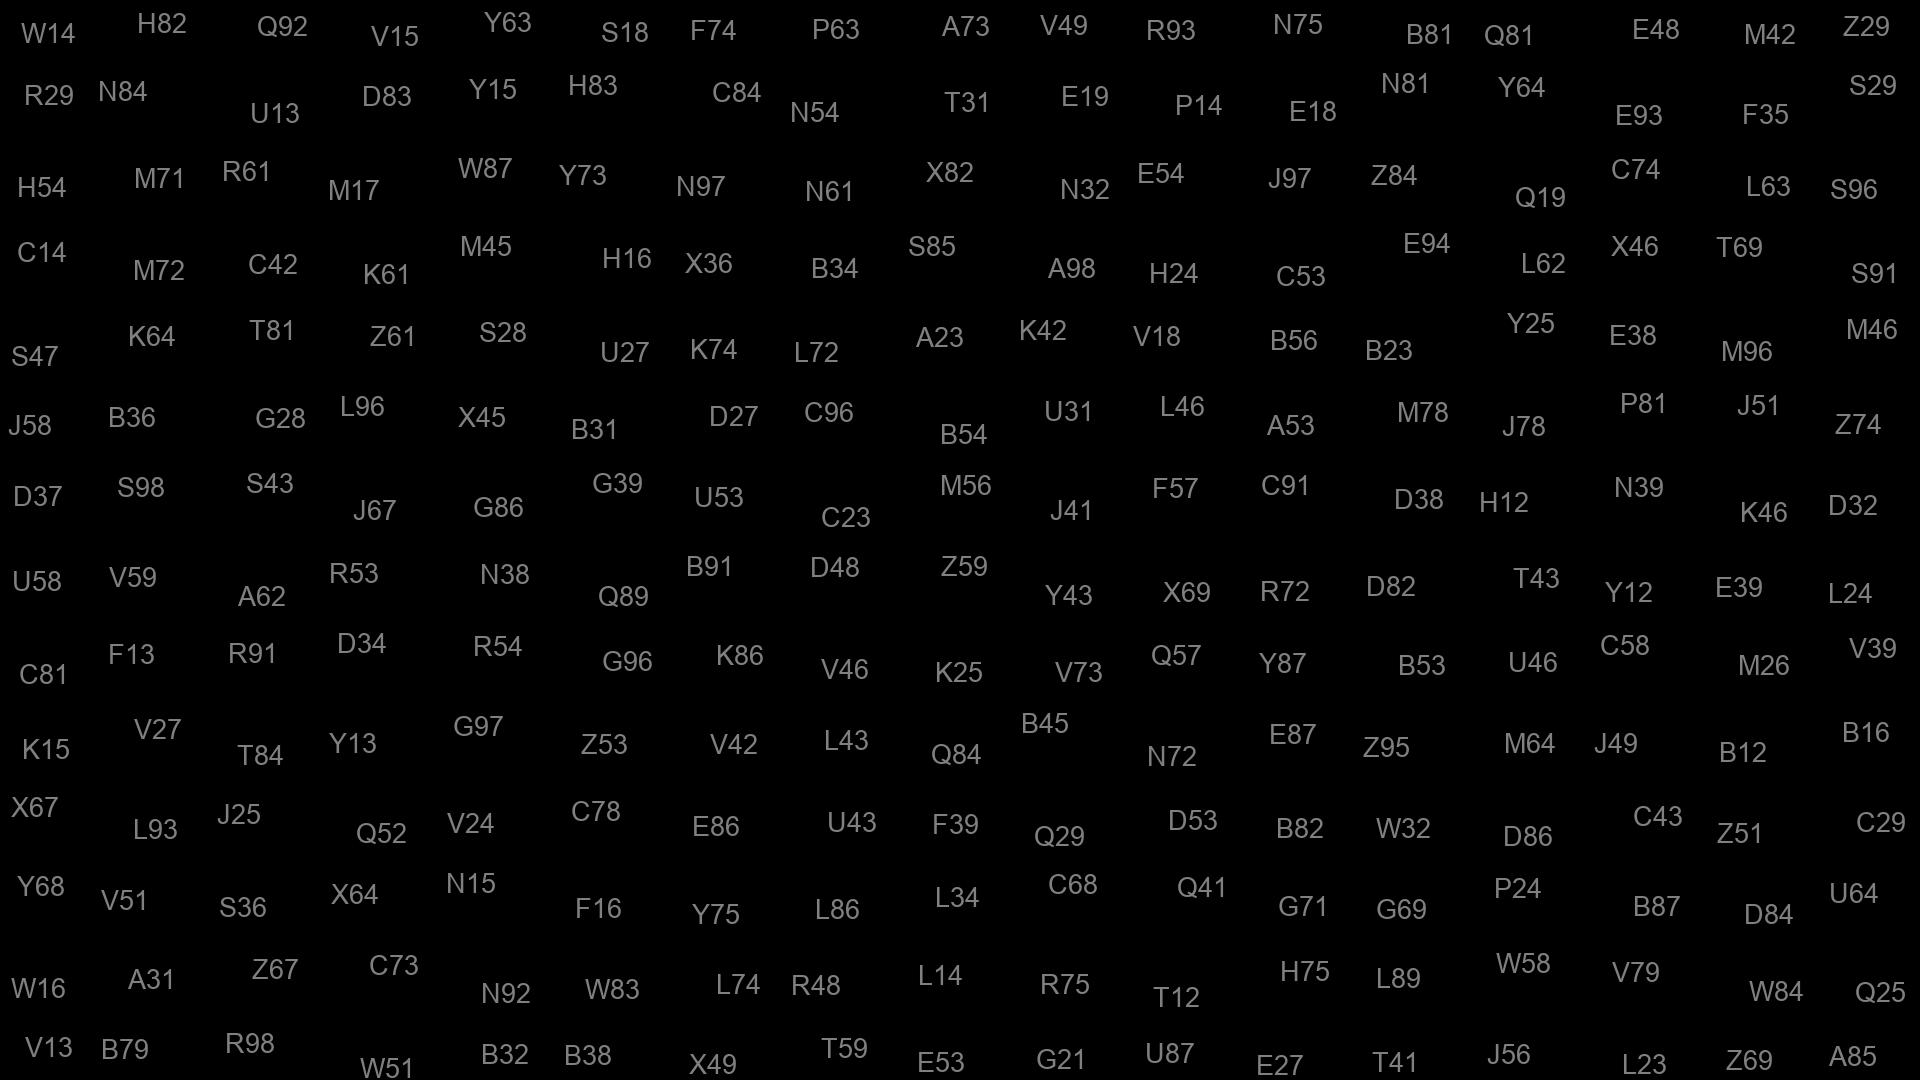 W14 H82 Q92 V15 Y63 S18 F74 P63 A73 V49 R93 N75 B81 Q81 E48 M42 Z29
R29 N84 U13 D83 Y15 H83 C84 N54 T31 E19 P14 E18 N81 Y64 E93 F35 S29
H54 M71 R61 M17 W87 Y73 N97 N61 X82 N32 E54 J97 Z84 Q19 C74 L63 S96
C14 M72 C42 K61 M45 H16 X36 B34 S85 A98 H24 C53 E94 L62 X46 T69 S91
S47 K64 T81 Z61 S28 U27 K74 L72 A23 K42 V18 B56 B23 Y25 E38 M96 M46
J58 B36 G28 L96 X45 B31 D27 C96 B54 U31 L46 A53 M78 J78 P81 J51 Z74
D37 S98 S43 J67 G86 G39 U53 C23 M56 J41 F57 C91 D38 H12 N39 K46 D32
U58 V59 A62 R53 N38 Q89 B91 D48 Z59 Y43 X69 R72 D82 T43 Y12 E39 L24
C81 F13 R91 D34 R54 G96 K86 V46 K25 V73 Q57 Y87 B53 U46 C58 M26 V39
K15 V27 T84 Y13 G97 Z53 V42 L43 Q84 B45 N72 E87 Z95 M64 J49 B12 B16
X67 L93 J25 Q52 V24 C78 E86 U43 F39 Q29 D53 B82 W32 D86 C43 Z51 C29
Y68 V51 S36 X64 N15 F16 Y75 L86 L34 C68 Q41 G71 G69 P24 B87 D84 U64
W16 A31 Z67 C73 N92 W83 L74 R48 L14 R75 T12 H75 L89 W58 V79 W84 Q25
V13 B79 R98 W51 B32 B38 X49 T59 E53 G21 U87 E27 T41 J56 L23 Z69 A85